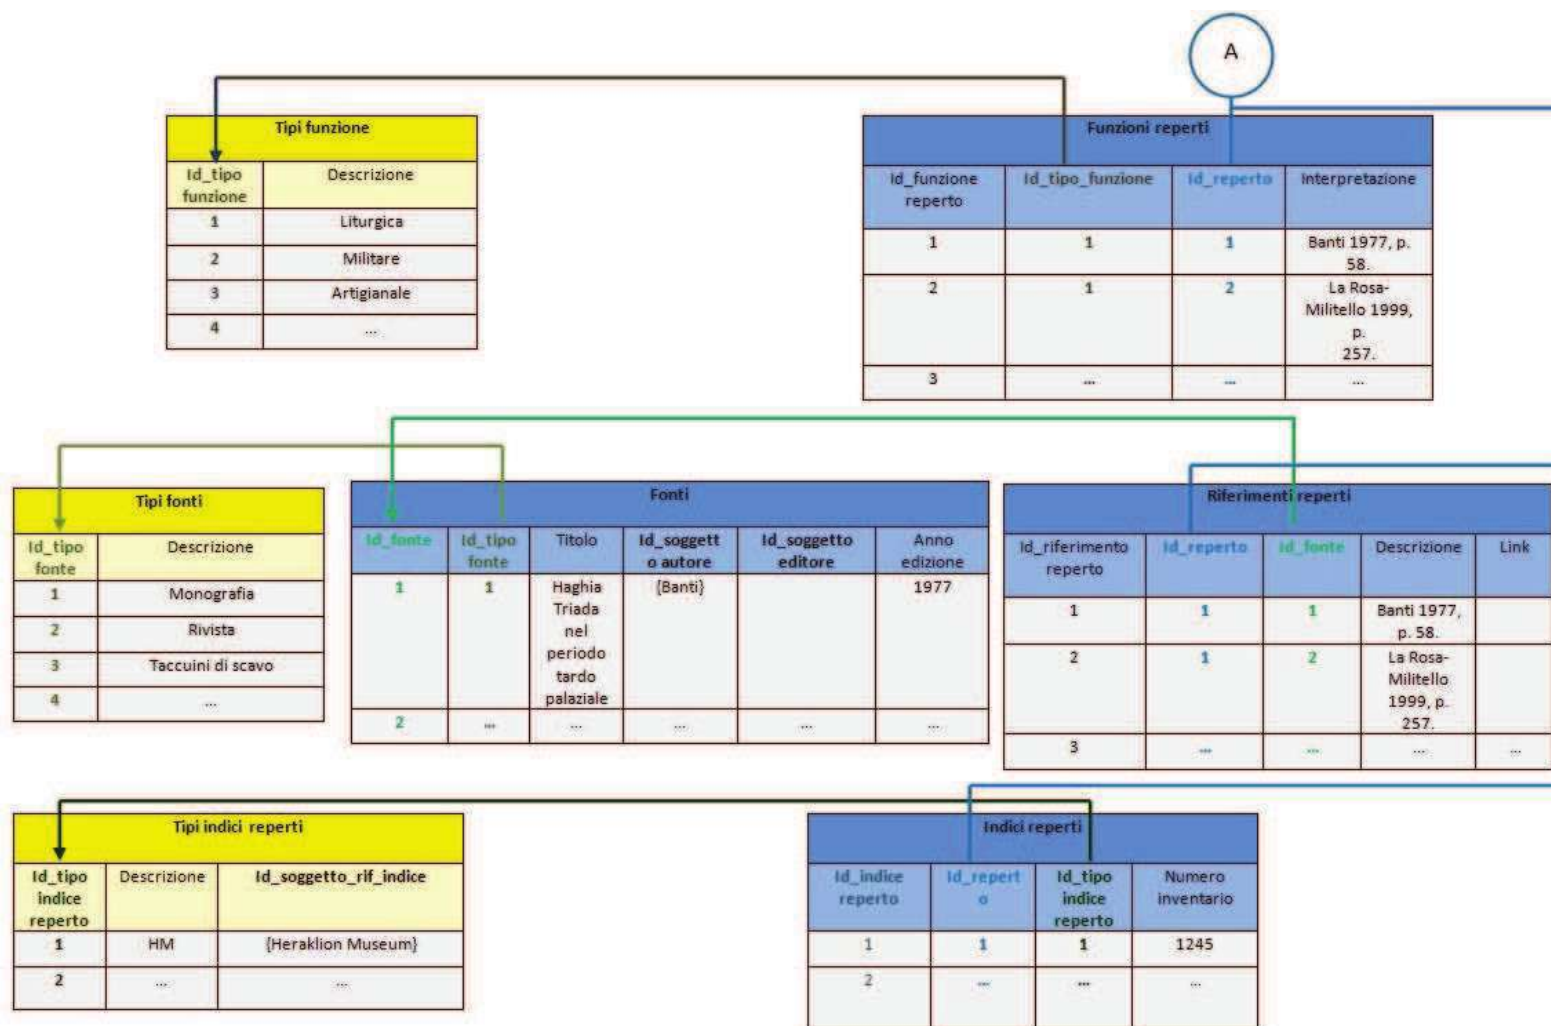 A
Tipi funzione
Id_tipo
funzione
Descrizione
1
Liturgica
2
Militare
3
Artigianale
4
...
Funzioni reperti
Id_funzione
reperto
Id_tipo_funzione
Id_reperto
Interpretazione
1
1
1
Banti 1977, p.
58.
2
1
2
La Rosa-
Militello 1999,
p.
257.
3
...
...
...
Tipi fonti
Id_tipo
fonte
Descrizione
1
Monografia
2
Rivista
3
Taccuini di scavo
4
...
Fonti
Id_fonte
Id_tipo
fonte
Titolo
Id_soggett
o autore
Id_soggetto
editore
Anno
edizione
1
1
Haghia
Triada
nel
periodo
tardo
palaziale
{Banti}
1977
2
...
...
...
...
...
Riferimenti reperti
Id_riferimento
reperto
Id_reperto
Id_fonte
Descrizione
Link
1
1
1
Banti 1977,
p. 58.
2
1
2
La Rosa-
Militello
1999, p.
257.
3
...
...
...
...
Tipi indici reperti
Id_tipo
indice
reperto
Descrizione
Id_soggetto_rif_indice
1
HM
{Heraklion Museum}
2
...
...
Indici reperti
Id_indice
reperto
Id_repert
o
Id_tipo
indice
reperto
Numero
inventario
1
1
1
1245
2
...
...
...